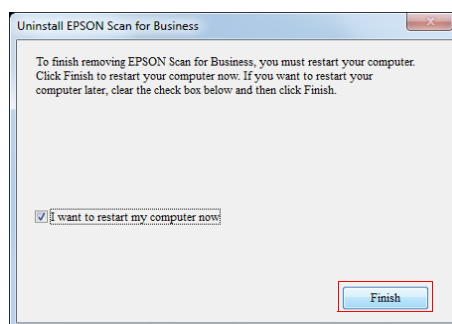 Uninstall EPSON Scan for Business
To finish removing EPSON Scan for Business, you must restart your computer.
Click Finish to restart your computer now. If you want to restart your
computer later, clear the check box below and then click Finish.
I want to restart my computer now
Finish